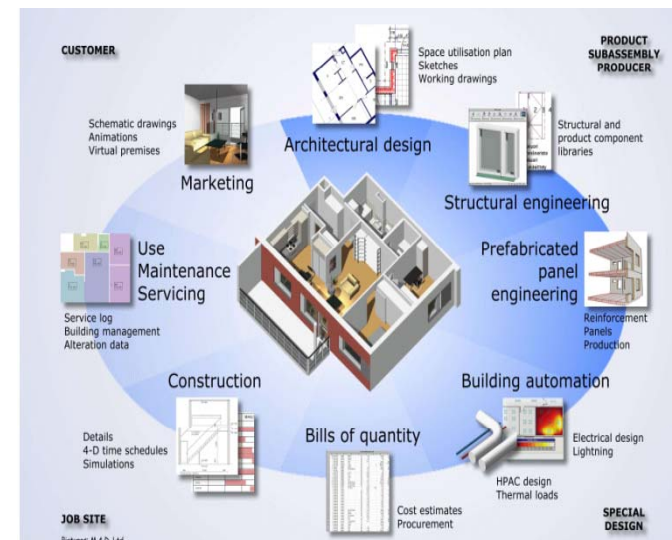 CUSTOMER
PRODUCT
SUBASSEMBLY
PRODUCER
Space utilisation plan
Sketches
Working drawings
Architectural design
Schematic drawings
Animations
Virtual premises
Marketing
Structural and
product component
libraries
Structural engineering
Use
Maintenance
Servicing
Service log
Building management
Alteration data
Prefabricated
panel
engineering
Reinforcement
Panels
Production
Construction
Details
4-D time schedules
Simulations
Bills of quantity
Cost estimates
Procurement
Building automation
Electrical design
Lightning
HPAC design
Thermal loads
JOB SITE
SPECIAL
DESIGN